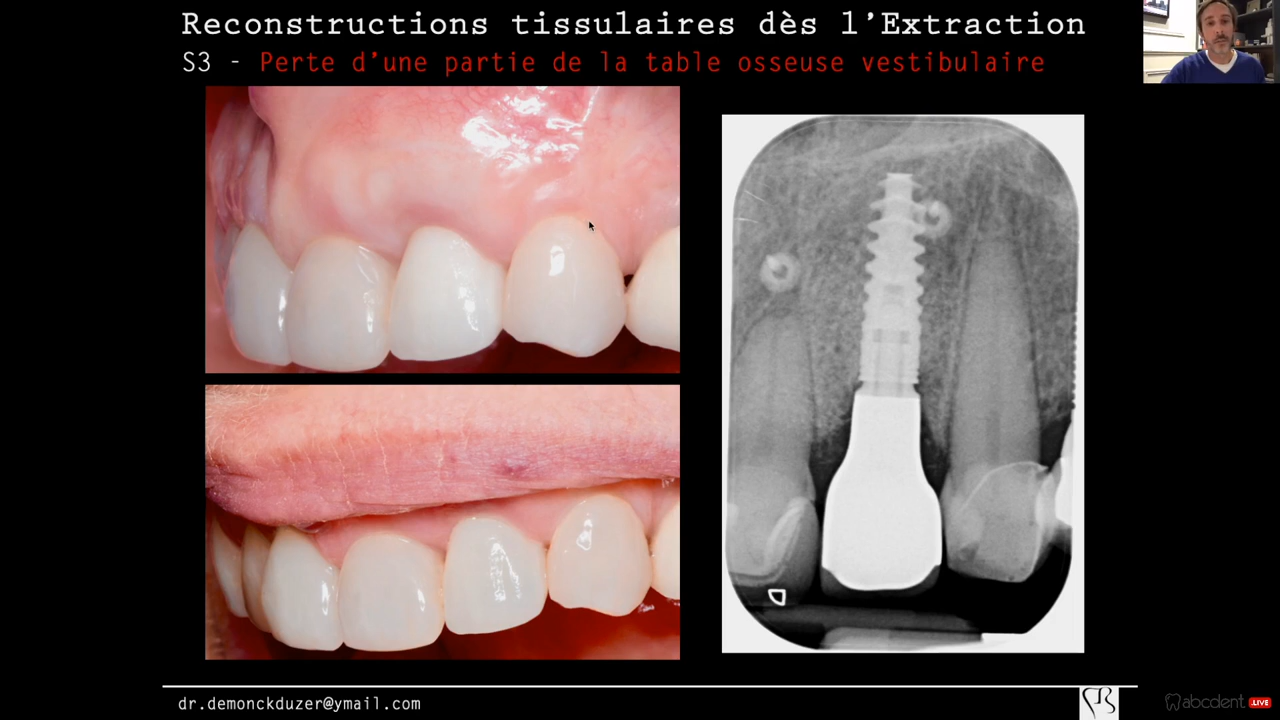 Reconstructions tissulaires dès l'Extraction
S3 - Perte d'une partie de la table osseuse vestibulaire
dr.demonckduzer@ymail.com
abcdent.LIVE